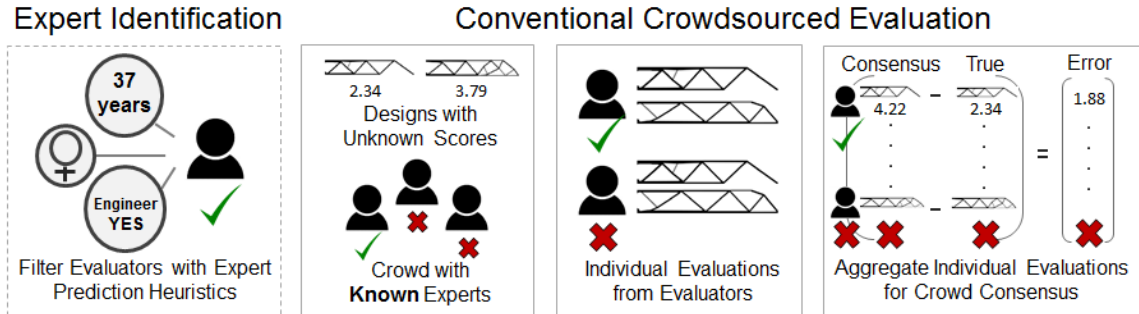 Expert Identification
Conventional Crowdsourced Evaluation
37
years
Engineer
YES
Filter Evaluators with Expert
Prediction Heuristics
2.34 3.79
Designs with
Unknown Scores
Crowd with
Known Experts
Individual Evaluations
from Evaluators
Consensus True Error
4.22 – 2.34 = 1.88
Aggregate Individual Evaluations
for Crowd Consensus